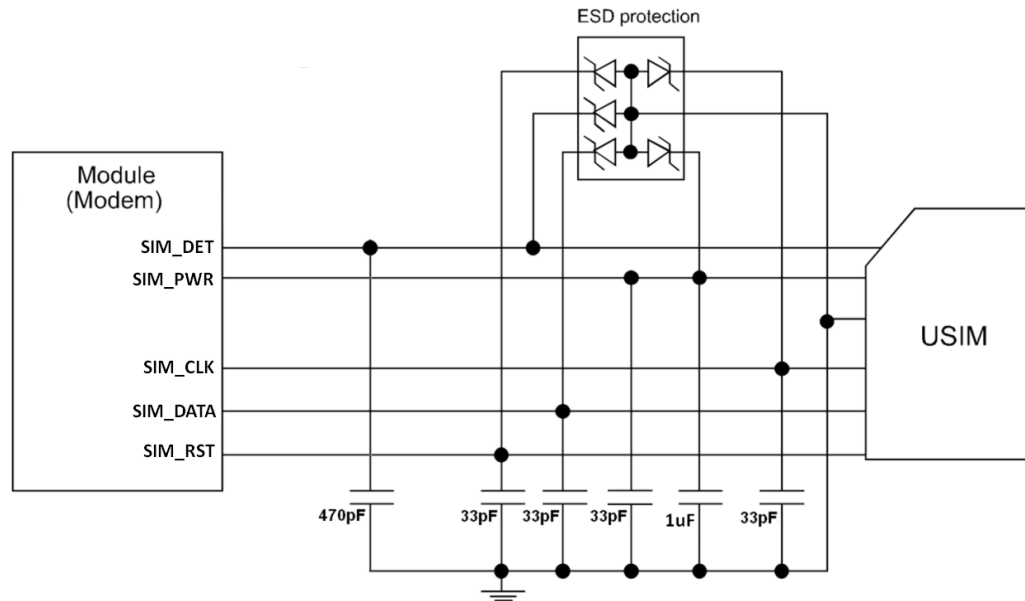 ESD protection
Module
(Modem)
SIM_DET
SIM_PWR
SIM_CLK
SIM_DATA
SIM_RST
USIM
470pF
33pF
33pF
33pF
1uF
33pF